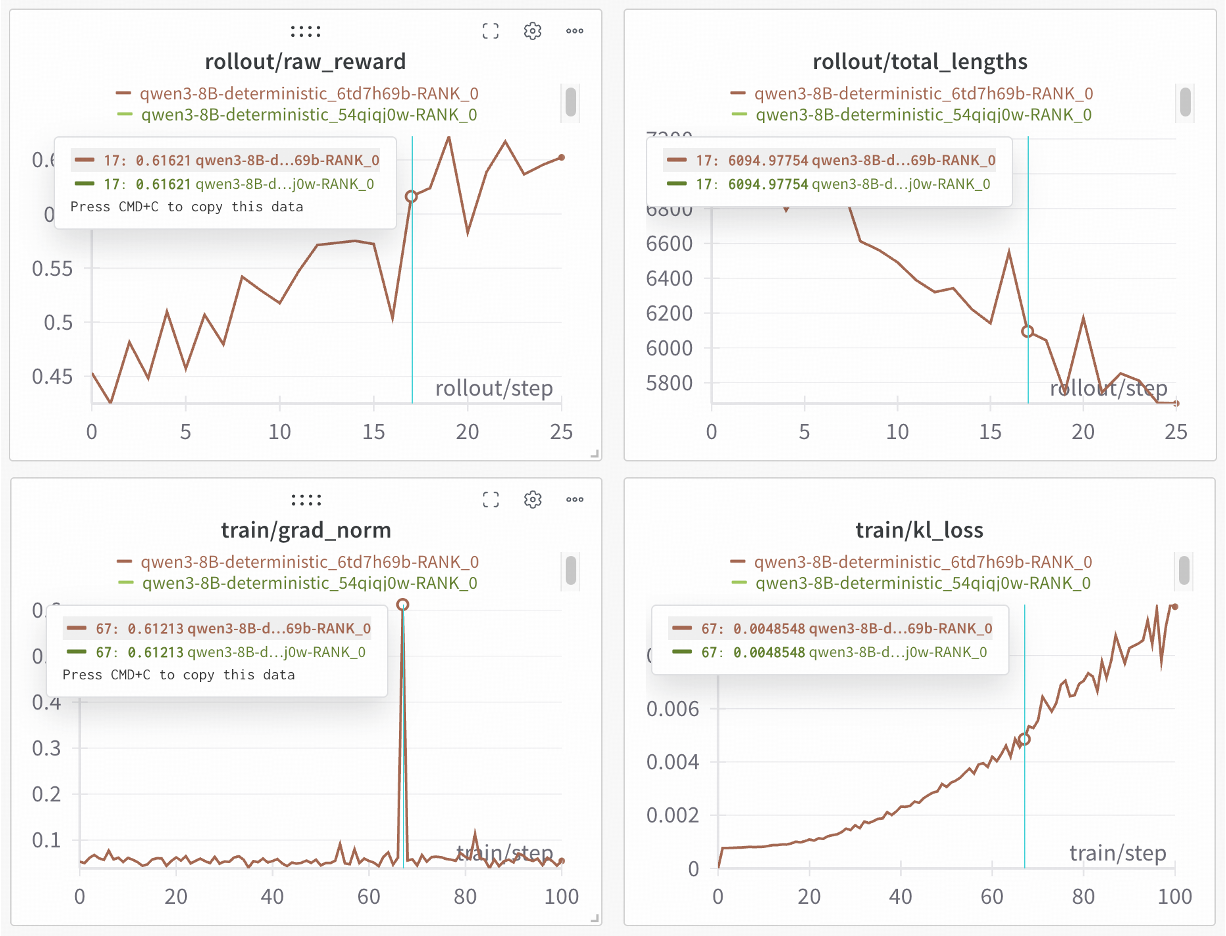 rollout/raw_reward
qwen3-8B-deterministic_6td7h69b-RANK_0
qwen3-8B-deterministic_54qiqj0w-RANK_0
17: 0.61621 qwen3-8B-d...69b-RANK_0
17: 0.61621 qwen3-8B-d...j0w-RANK_0
Press CMD+C to copy this data
0.55
0.5
0.45
rollout/step
0 5 10 15 20 25
rollout/total_lengths
qwen3-8B-deterministic_6td7h69b-RANK_0
qwen3-8B-deterministic_54qiqj0w-RANK_0
7200
17: 6094.97754 qwen3-8B-d...69b-RANK_0
17: 6094.97754 qwen3-8B-d...j0w-RANK_0
6800
6600
6400
6200
6000
5800
rollout/step
0 5 10 15 20 25
train/grad_norm
qwen3-8B-deterministic_6td7h69b-RANK_0
qwen3-8B-deterministic_54qiqj0w-RANK_0
67: 0.61213 qwen3-8B-d...69b-RANK_0
67: 0.61213 qwen3-8B-d...j0w-RANK_0
Press CMD+C to copy this data
0.4
0.3
0.2
0.1
train/step
0 20 40 60 80 100
train/kl_loss
qwen3-8B-deterministic_6td7h69b-RANK_0
qwen3-8B-deterministic_54qiqj0w-RANK_0
67: 0.0048548 qwen3-8B-d...69b-RANK_0
67: 0.0048548 qwen3-8B-d...j0w-RANK_0
0.006
0.004
0.002
0
train/step
0 20 40 60 80 100